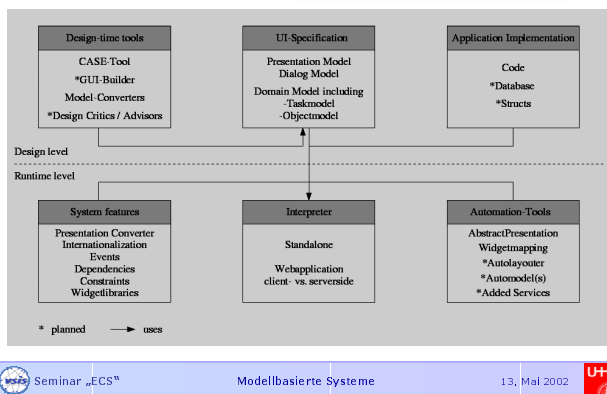 Design-time tools
CASE-Tool
*GUI-Builder
Model-Converters
*Design Critics / Advisors
UI-Specification
Presentation Model
Dialog Model
Domain Model including
-Taskmodel
-Objectmodel
Application Implementation
Code
*Database
*Structs
Design level
Runtime level
System features
Presentation Converter
Internationalization
Events
Dependencies
Constraints
Widgetlibraries
Interpreter
Standalone
Webapplication
client- vs. serverside
Automation-Tools
AbstractPresentation
Widgetmapping
*Autolayouter
*Automodel(s)
*Added Services
* planned
uses
vsis
Seminar „ECS“
Modellbasierte Systeme
13, Mai 2002